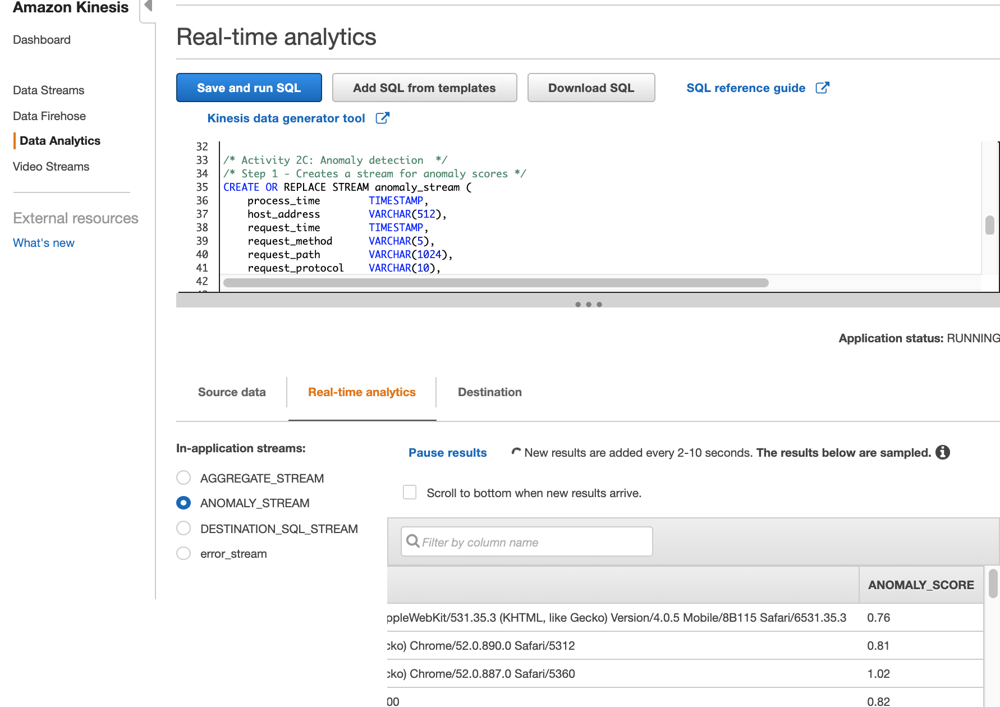 Amazon Kinesis
Dashboard
Data Streams
Data Firehose
Data Analytics
Video Streams
External resources
What's new
Real-time analytics
Save and run SQL Add SQL from templates Download SQL SQL reference guide
Kinesis data generator tool
32
33 /* Activity 2C: Anomaly detection */
34 /* Step 1 - Creates a stream for anomaly scores */
35 CREATE OR REPLACE STREAM anomaly_stream (
36 process_time TIMESTAMP,
37 host_address VARCHAR(512),
38 request_time TIMESTAMP,
39 request_method VARCHAR(5),
40 request_path VARCHAR(1024),
41 request_protocol VARCHAR(10),
42
Application status: RUNNING
Source data Real-time analytics Destination
In-application streams:
AGGREGATE_STREAM
ANOMALY_STREAM
DESTINATION_SQL_STREAM
error_stream
Pause results New results are added every 2-10 seconds. The results below are sampled.
Scroll to bottom when new results arrive.
Filter by column name
ANOMALY_SCORE
ppleWebKit/531.35.3 (KHTML, like Gecko) Version/4.0.5 Mobile/8B115 Safari/6531.35.3 0.76
cko) Chrome/52.0.890.0 Safari/5312 0.81
cko) Chrome/52.0.887.0 Safari/5360 1.02
00 0.82